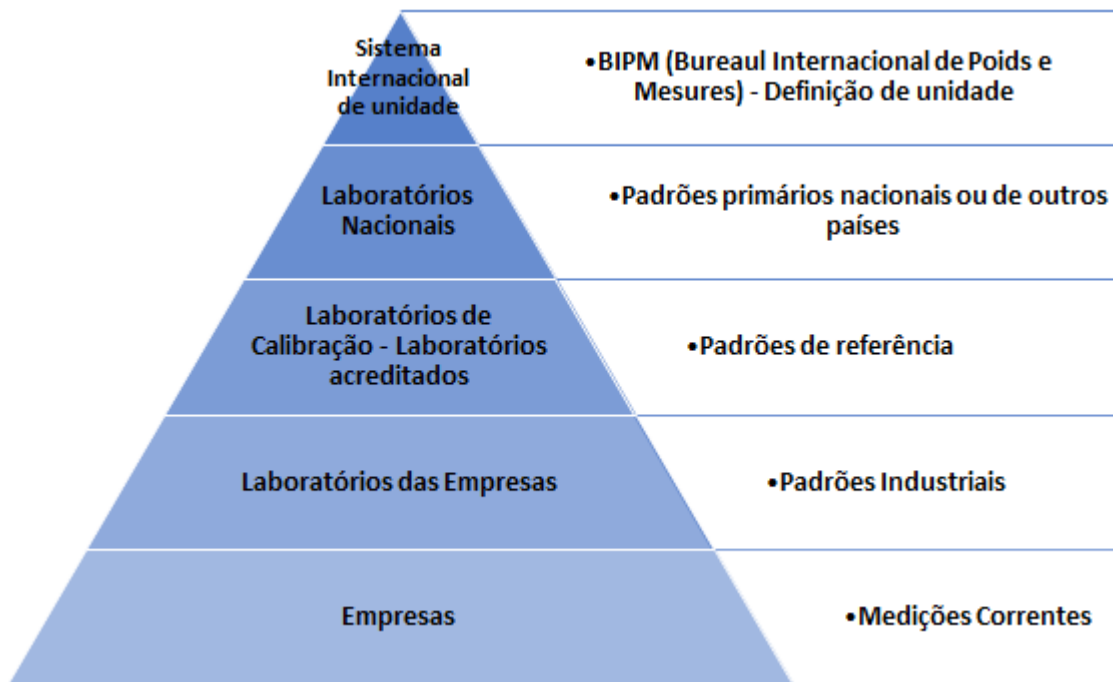 Sistema
Internacional
de unidade
•BIPM (Bureaul Internacional de Poids e
Mesures) - Definição de unidade
Laboratórios
Nacionais
•Padrões primários nacionais ou de outros
países
Laboratórios de
Calibração - Laboratórios
acreditados
•Padrões de referência
Laboratórios das Empresas
•Padrões Industriais
Empresas
•Medições Correntes